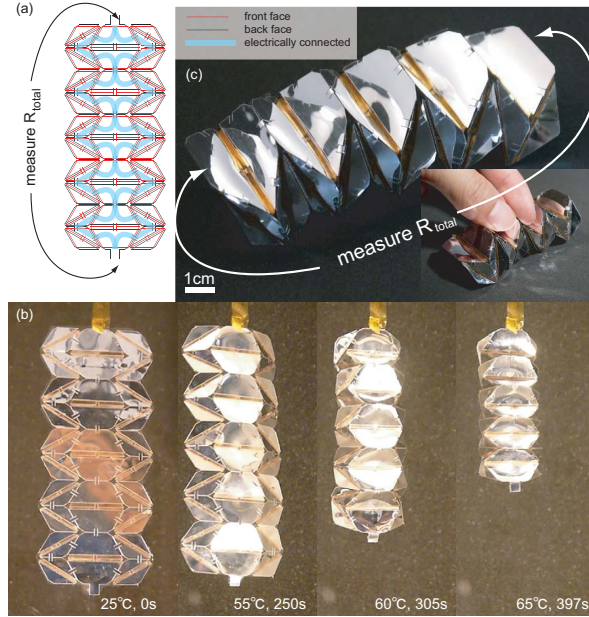 (a)
measure R_total
front face
back face
electrically connected
(c)
measure R_total
1cm
(b)
25℃, 0s
55℃, 250s
60℃, 305s
65℃, 397s